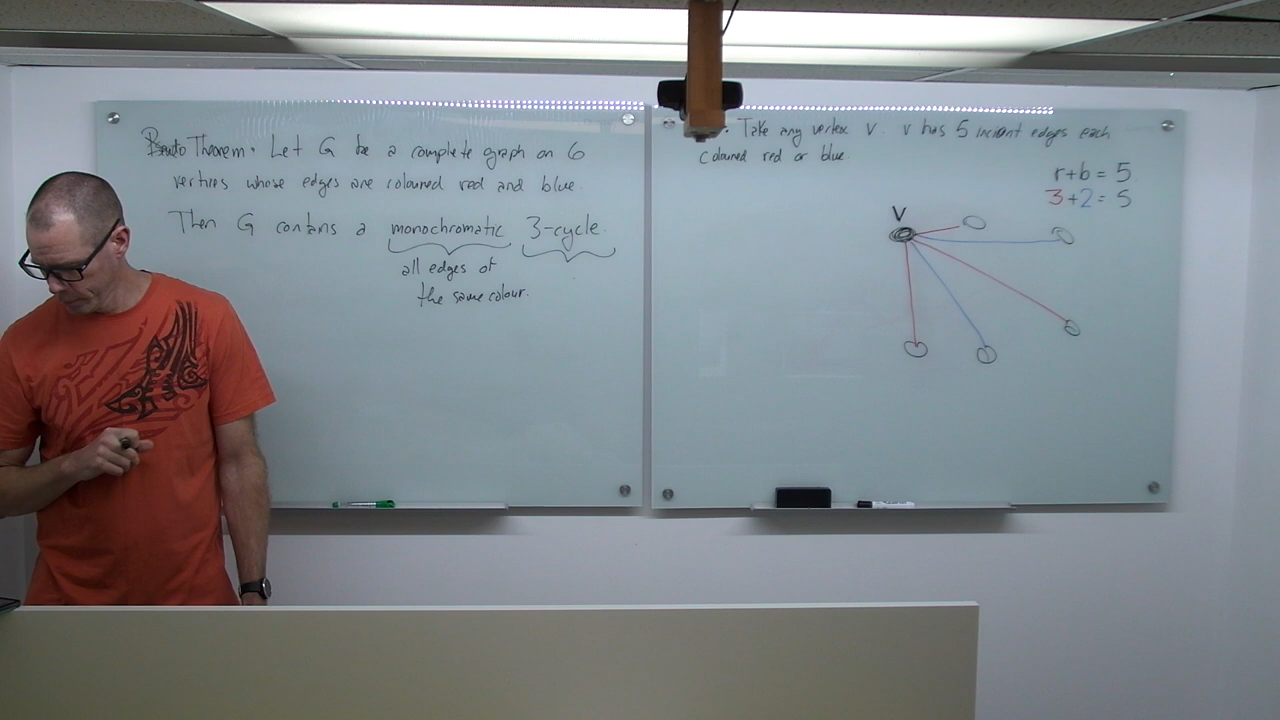 Theorem. Let G be a complete graph on 6
vertices whose edges are coloured red and blue.
Then G contains a monochromatic 3-cycle.
all edges of
the same colour.
Take any vertex v. v has 5 incident edges each
coloured red or blue
r+b = 5
3+2 = 5
V